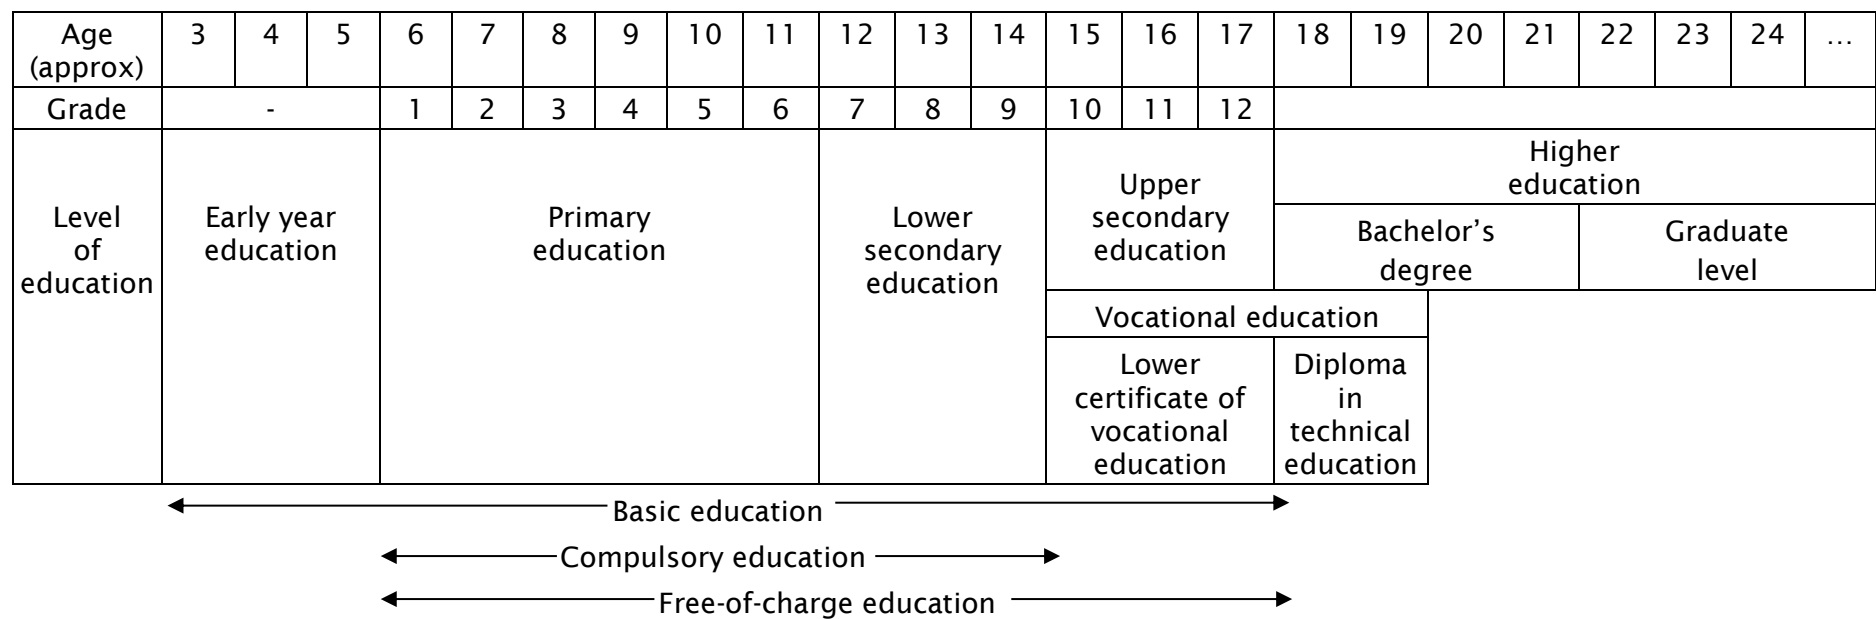 Age (approx) 3 4 5 6 7 8 9 10 11 12 13 14 15 16 17 18 19 20 21 22 23 24 ...
Grade - 1 2 3 4 5 6 7 8 9 10 11 12
Level
of
education
Early year
education
Primary
education
Lower
secondary
education
Upper
secondary
education
Higher
education
Bachelor's
degree
Graduate
level
Vocational education
Lower
certificate of
vocational
education
Diploma
in
technical
education
Basic education
Compulsory education
Free-of-charge education